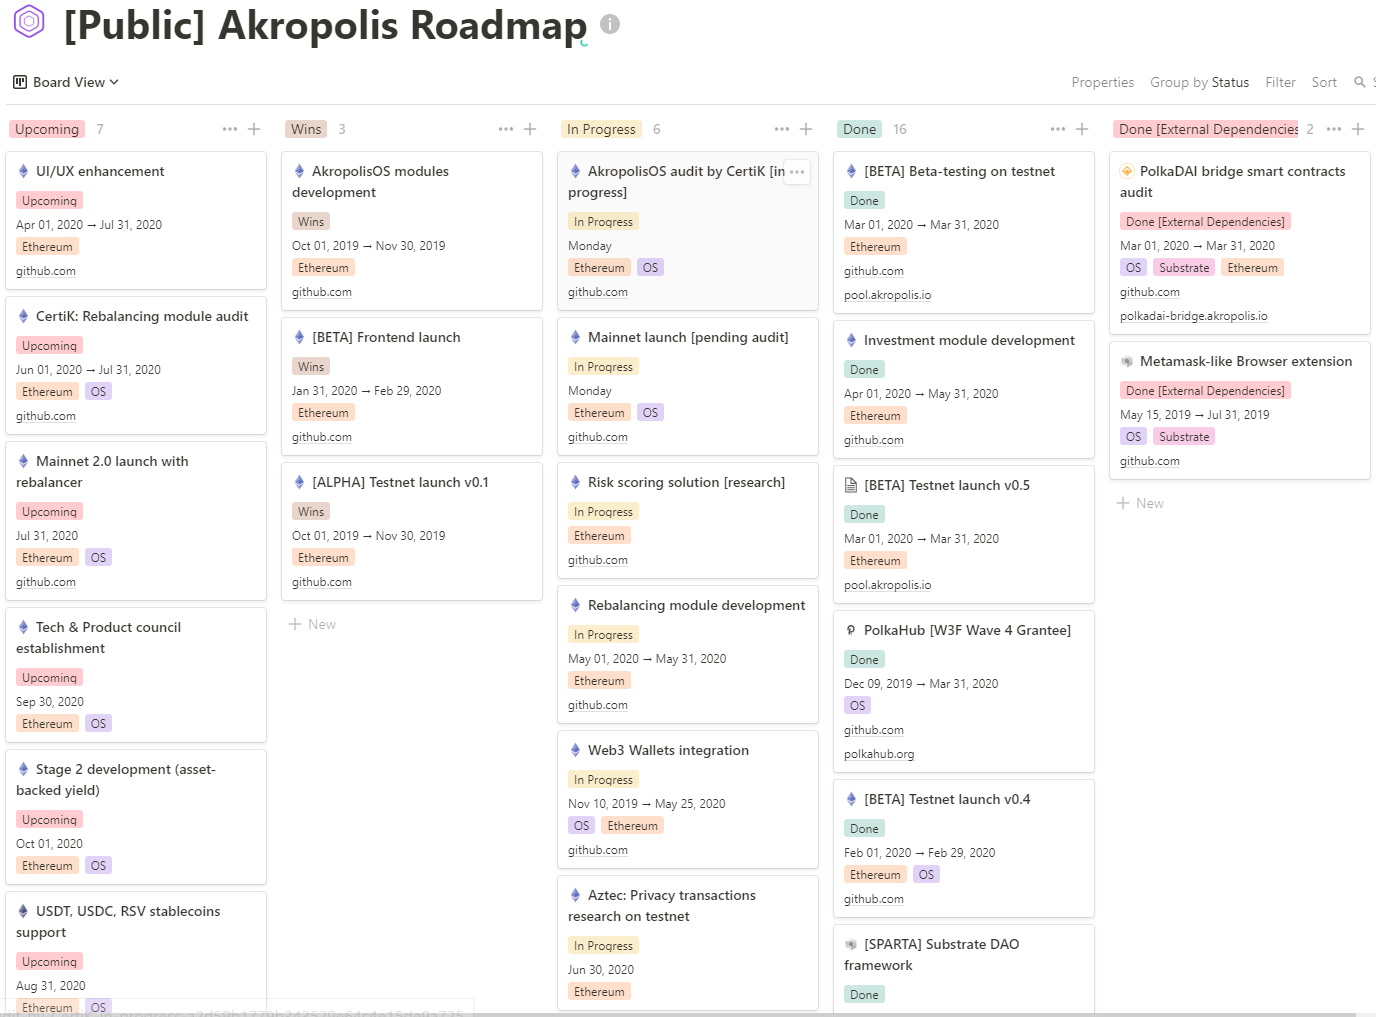 [Public] Akropolis Roadmap
Board View
Properties Group by Status Filter Sort
Upcoming 7
UI/UX enhancement
Upcoming
Apr 01, 2020 → Jul 31, 2020
Ethereum
github.com
CertiK: Rebalancing module audit
Upcoming
Jun 01, 2020 → Jul 31, 2020
Ethereum OS
github.com
Mainnet 2.0 launch with
rebalancer
Upcoming
Jul 31, 2020
Ethereum OS
github.com
Tech & Product council
establishment
Upcoming
Sep 30, 2020
Ethereum OS
Stage 2 development (asset-
backed yield)
Upcoming
Oct 01, 2020
Ethereum OS
USDT, USDC, RSV stablecoins
support
Upcoming
Aug 31, 2020
Ethereum OS
Wins 3
AkropolisOS modules
development
Wins
Oct 01, 2019 → Nov 30, 2019
Ethereum
github.com
[BETA] Frontend launch
Wins
Jan 31, 2020 → Feb 29, 2020
Ethereum
github.com
[ALPHA] Testnet launch v0.1
Wins
Oct 01, 2019 → Nov 30, 2019
Ethereum
github.com
+ New
In Progress 6
AkropolisOS audit by CertiK [in
progress]
In Progress
Monday
Ethereum OS
github.com
Mainnet launch [pending audit]
In Progress
Monday
Ethereum OS
github.com
Risk scoring solution [research]
In Progress
Ethereum
github.com
Rebalancing module development
In Progress
May 01, 2020 → May 31, 2020
Ethereum
github.com
Web3 Wallets integration
In Progress
Nov 10, 2019 → May 25, 2020
OS Ethereum
github.com
Aztec: Privacy transactions
research on testnet
In Progress
Jun 30, 2020
Ethereum
Done 16
[BETA] Beta-testing on testnet
Done
Mar 01, 2020 → Mar 31, 2020
Ethereum
github.com
pool.akropolis.io
Investment module development
Done
Apr 01, 2020 → May 31, 2020
Ethereum
github.com
[BETA] Testnet launch v0.5
Done
Mar 01, 2020 → Mar 31, 2020
Ethereum
pool.akropolis.io
PolkaHub [W3F Wave 4 Grantee]
Done
Dec 09, 2019 → Mar 31, 2020
OS
github.com
polkahub.org
[BETA] Testnet launch v0.4
Done
Feb 01, 2020 → Feb 29, 2020
Ethereum OS
github.com
[SPARTA] Substrate DAO
framework
Done
Done [External Dependencies 2
PolkaDAI bridge smart contracts
audit
Done [External Dependencies]
Mar 01, 2020 → Mar 31, 2020
OS Substrate Ethereum
github.com
polkadai-bridge.akropolis.io
Metamask-like Browser extension
Done [External Dependencies]
May 15, 2019 → Jul 31, 2019
OS Substrate
github.com
+ New